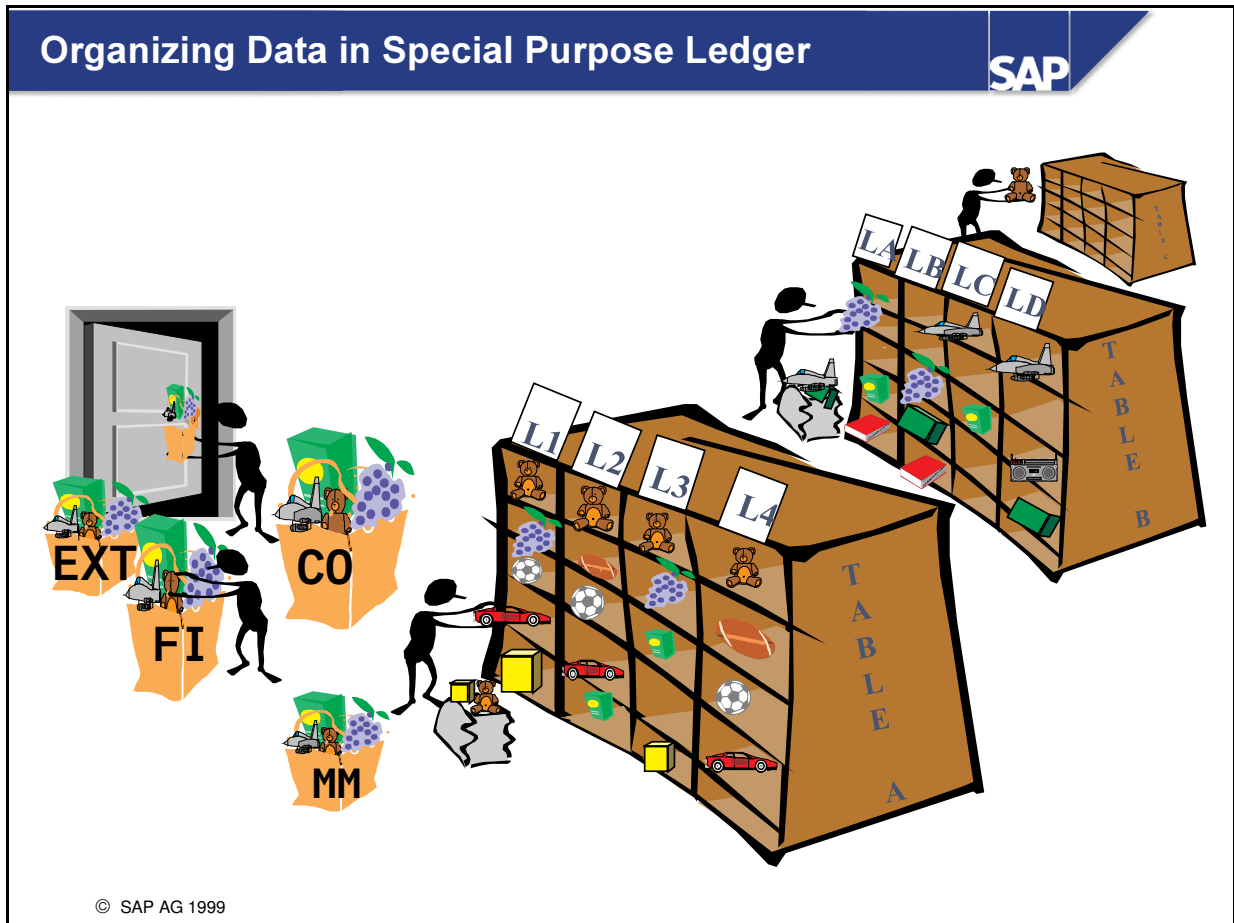 Organizing Data in Special Purpose Ledger
SAP
TABLE C
LA
LB
LC
LD
TABLE B
L1
L2
L3
L4
TABLE A
EXT
CO
FI
MM
© SAP AG 1999